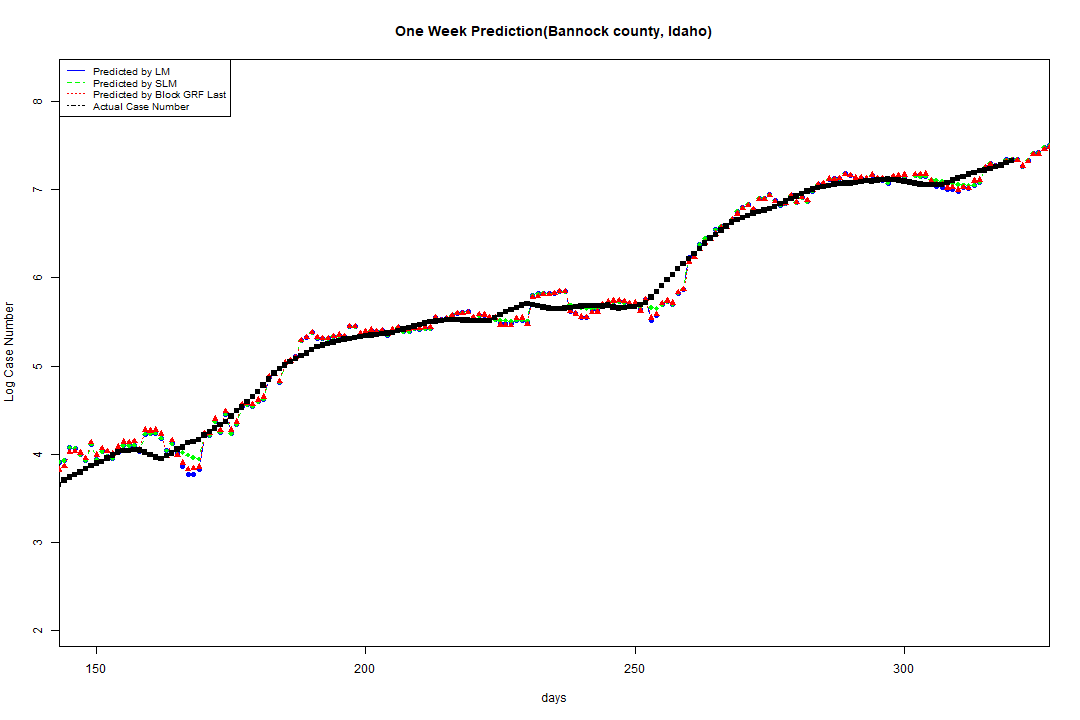 One Week Prediction(Bannock county, Idaho)
Predicted by LM
Predicted by SLM
Predicted by Block GRF Last
Actual Case Number
Log Case Number
8
7
6
5
4
3
2
150 200 250 300
days